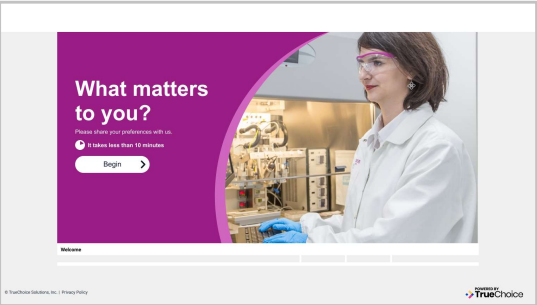 What matters
to you?
Please share your preferences with us.
It takes less than 10 minutes
Begin
Welcome
© TrueChoice Solutions, Inc. | Privacy Policy
POWERED BY
TrueChoice